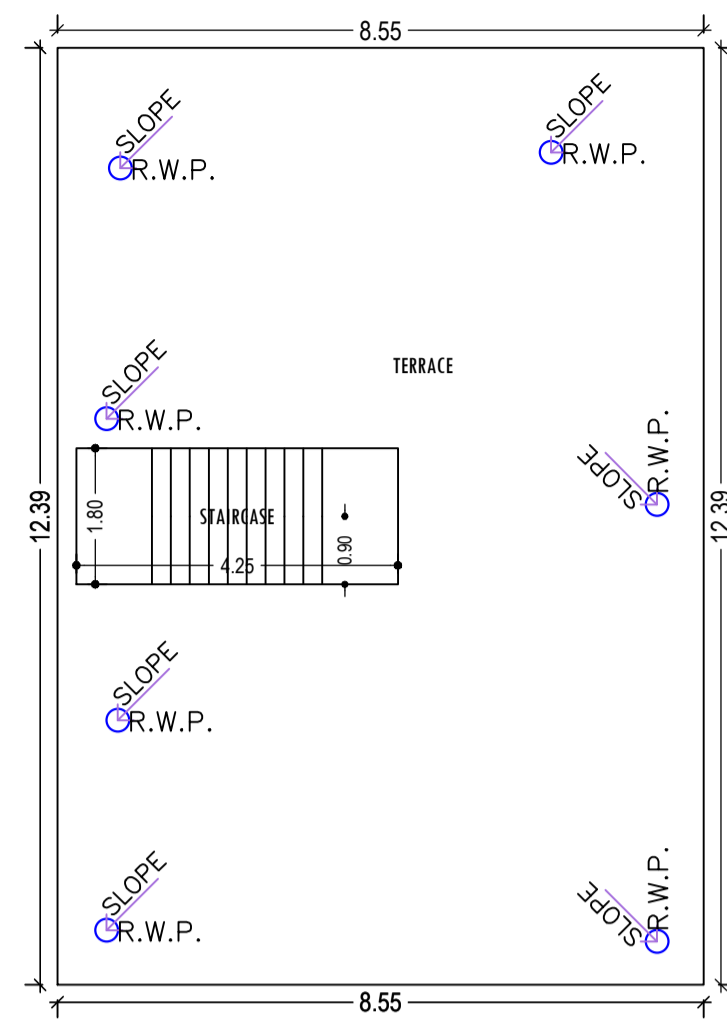 8.55
SLOPE
R.W.P.
SLOPE
R.W.P.
TERRACE
SLOPE
R.W.P.
R.W.P.
SLOPE
12.39
12.39
1.80
STAIRCASE
0.90
4.25
SLOPE
R.W.P.
SLOPE
R.W.P.
R.W.P.
SLOPE
8.55